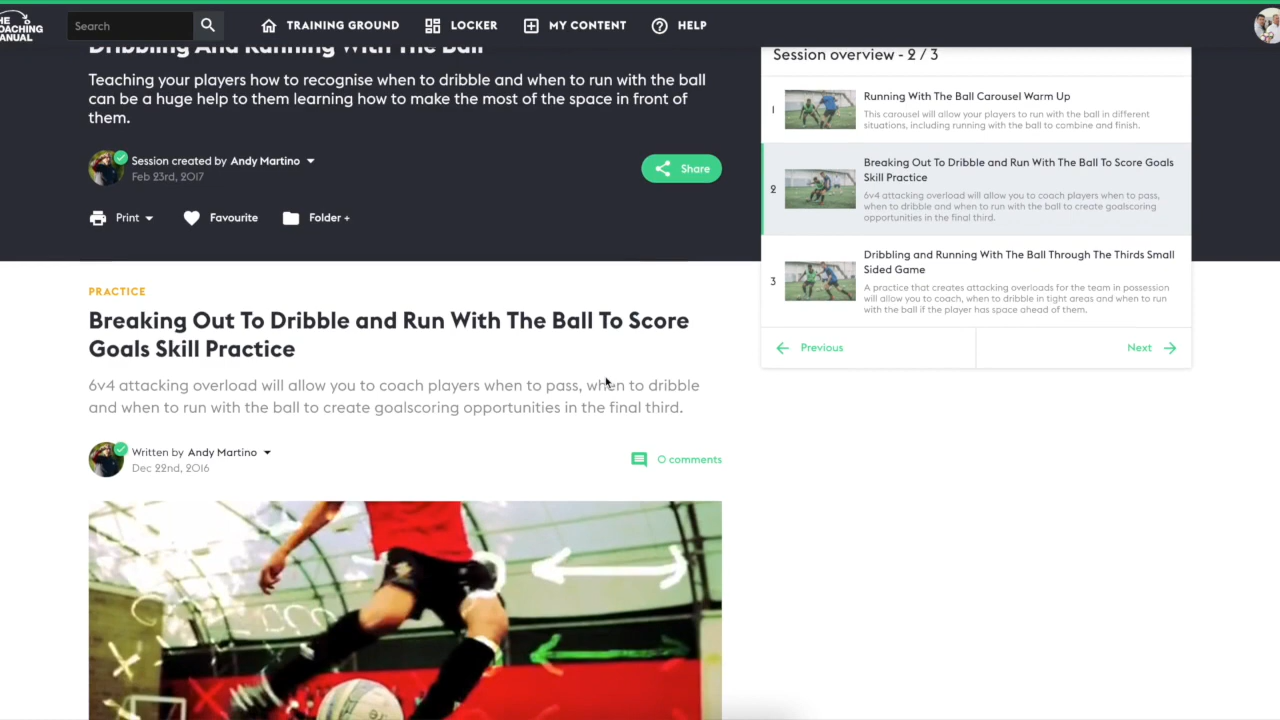 THE
COACHING
MANUAL
Search
TRAINING GROUND
LOCKER
MY CONTENT
HELP
Dribbling And Running With The Ball
Teaching your players how to recognise when to dribble and when to run with the ball
can be a huge help to them learning how to make the most of the space in front of
them.
Session created by Andy Martino
Feb 23rd, 2017
Share
Print
Favourite
Folder +
Session overview - 2 / 3
1
Running With The Ball Carousel Warm Up
This carousel will allow your players to run with the ball in different
situations, including running with the ball to combine and finish.
2
Breaking Out To Dribble and Run With The Ball To Score Goals
Skill Practice
6v4 attacking overload will allow you to coach players when to pass,
when to dribble and when to run with the ball to create goalscoring
opportunities in the final third.
3
Dribbling and Running With The Ball Through The Thirds Small
Sided Game
A practice that creates attacking overloads for the team in possession
will allow you to coach, when to dribble in tight areas and when to run
with the ball if the player has space ahead of them.
Previous
Next
PRACTICE
Breaking Out To Dribble and Run With The Ball To Score
Goals Skill Practice
6v4 attacking overload will allow you to coach players when to pass, when to dribble
and when to run with the ball to create goalscoring opportunities in the final third.
Written by Andy Martino
Dec 22nd, 2016
0 comments